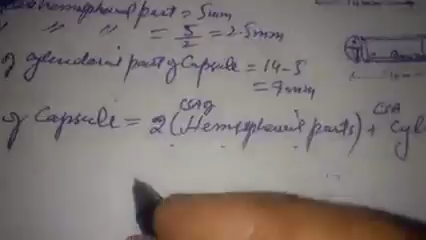 hemispherical part = 5mm
" " = 5/2 = 2.5mm
of cylindrical part of Capsule = 14-5
= 9mm
CSA of CSA
of Capsule = 2(Hemispherical parts) + Cyl